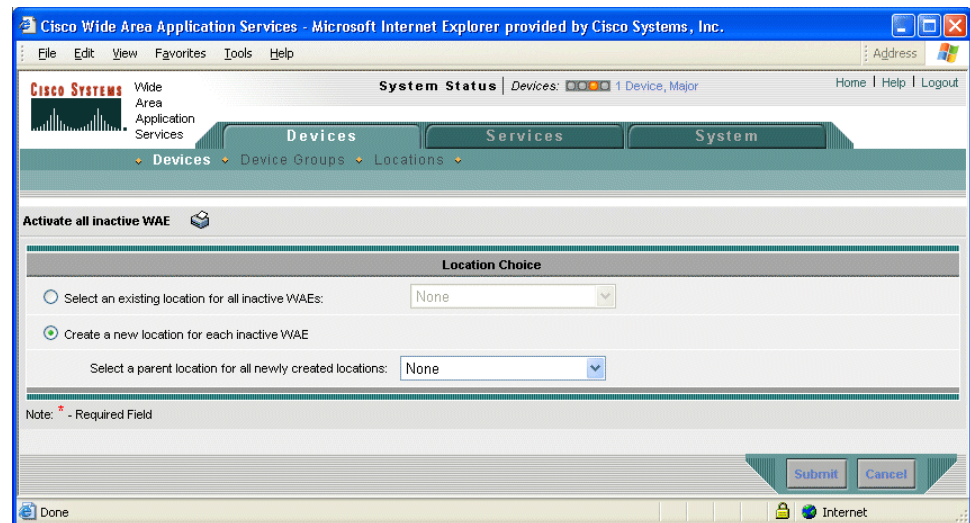 Cisco Wide Area Application Services - Microsoft Internet Explorer provided by Cisco Systems, Inc.
File Edit View Favorites Tools Help Address
CISCO SYSTEMS Wide Area Application Services
System Status | Devices: 1 Device, Major
Home | Help | Logout
Devices Services System
Devices Device Groups Locations
Activate all inactive WAE
Location Choice
Select an existing location for all inactive WAEs: None
Create a new location for each inactive WAE
Select a parent location for all newly created locations: None
Note: * - Required Field
Submit Cancel
Done Internet